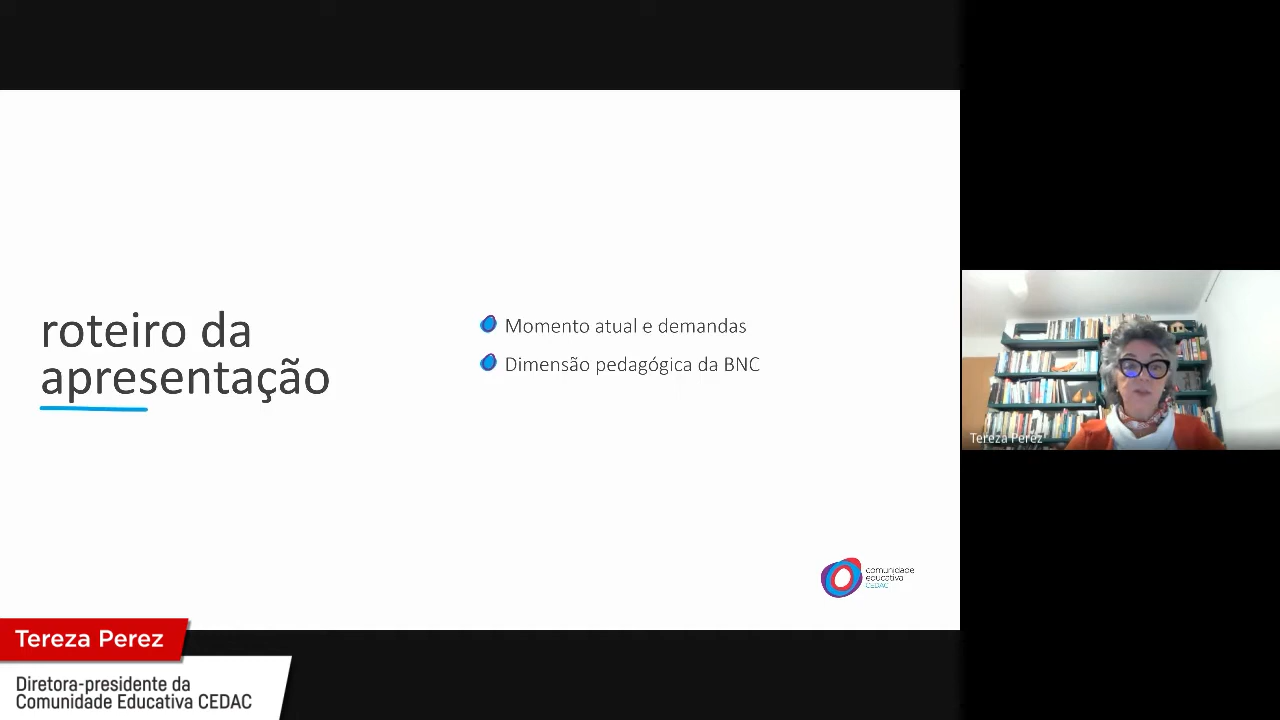 roteiro da
apresentação
Momento atual e demandas
Dimensão pedagógica da BNC
comunidade
educativa
CEDAC
Tereza Perez
Tereza Perez
Diretora-presidente da
Comunidade Educativa CEDAC